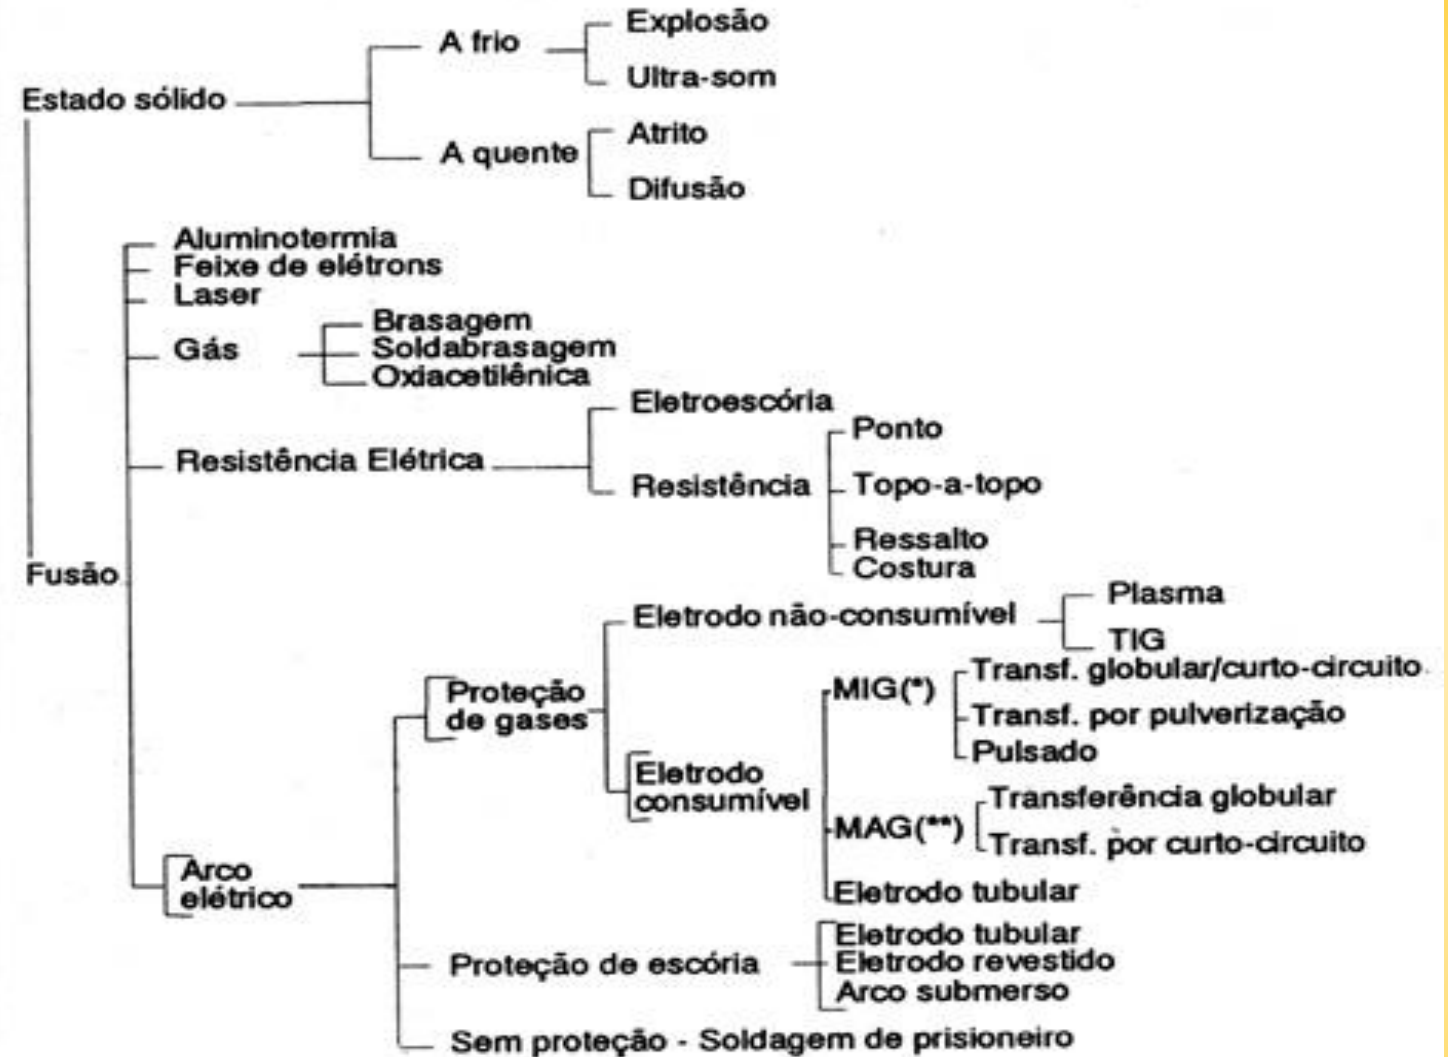 Estado sólido
A frio
Explosão
Ultra-som
A quente
Atrito
Difusão
Fusão
Aluminotermia
Feixe de elétrons
Laser
Gás
Brasagem
Soldabrasagem
Oxiacetilênica
Resistência Elétrica
Eletroescória
Resistência
Ponto
Topo-a-topo
Ressalto
Costura
Arco
elétrico
Proteção
de gases
Eletrodo não-consumível
Plasma
TIG
Eletrodo
consumível
MIG(*)
Transf. globular/curto-circuito
Transf. por pulverização
Pulsado
MAG(**)
Transferência globular
Transf. por curto-circuito
Eletrodo tubular
Proteção de escória
Eletrodo tubular
Eletrodo revestido
Arco submerso
Sem proteção - Soldagem de prisioneiro